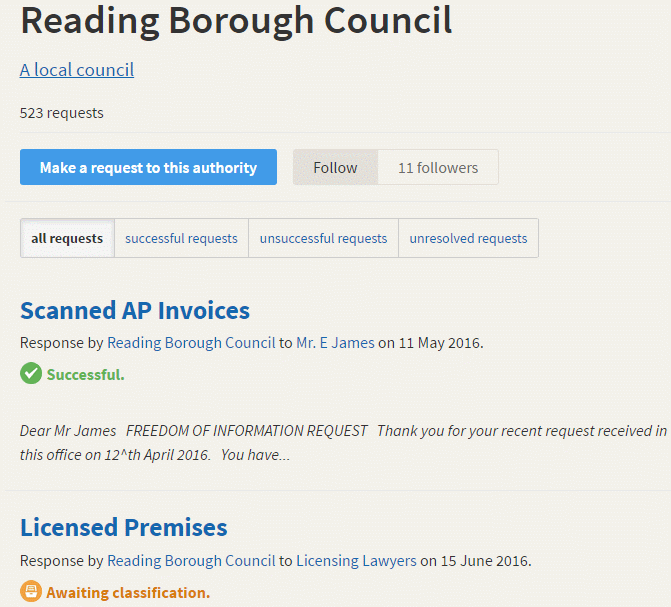 Reading Borough Council
A local council
523 requests
Make a request to this authority
Follow
11 followers
all requests
successful requests
unsuccessful requests
unresolved requests
Scanned AP Invoices
Response by Reading Borough Council to Mr. E James on 11 May 2016.
Successful.
Dear Mr James FREEDOM OF INFORMATION REQUEST Thank you for your recent request received in
this office on 12^th April 2016. You have...
Licensed Premises
Response by Reading Borough Council to Licensing Lawyers on 15 June 2016.
Awaiting classification.